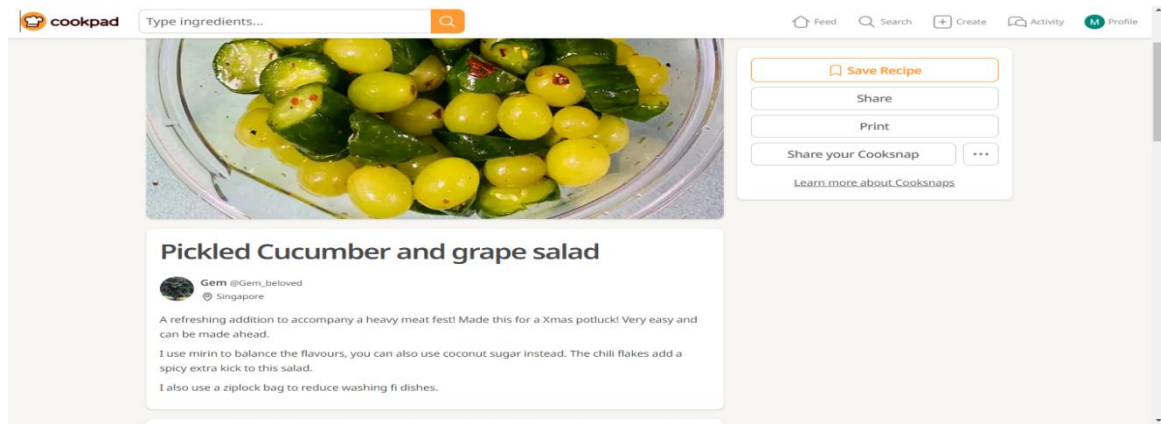 cookpad
Type ingredients...
Feed
Search
Create
Activity
M
Profile
Save Recipe
Share
Print
Share your Cooksnap
Learn more about Cooksnaps
Pickled Cucumber and grape salad
Gem @Gem_beloved
Singapore
A refreshing addition to accompany a heavy meat fest! Made this for a Xmas potluck! Very easy and
can be made ahead.
I use mirin to balance the flavours, you can also use coconut sugar instead. The chili flakes add a
spicy extra kick to this salad.
I also use a ziplock bag to reduce washing fi dishes.